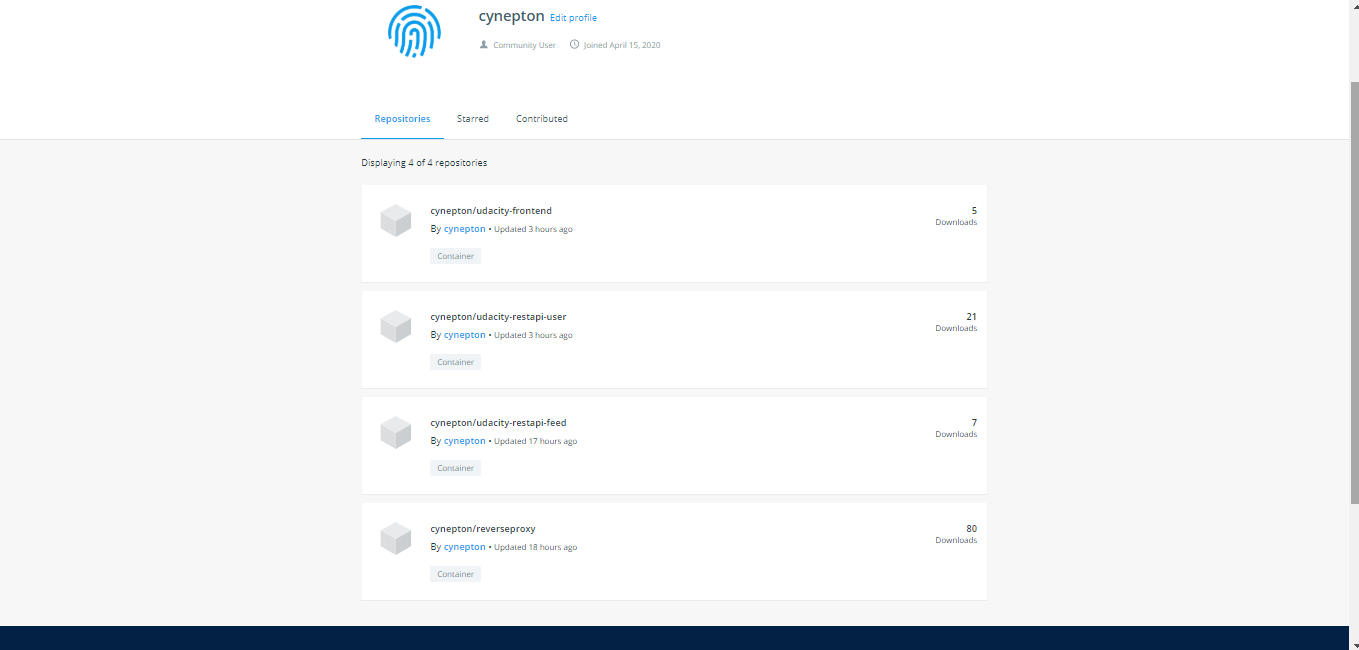 cynepton Edit profile
Community User Joined April 15, 2020
Repositories Starred Contributed
Displaying 4 of 4 repositories
cynepton/udacity-frontend
By cynepton • Updated 3 hours ago
Container
5
Downloads
cynepton/udacity-restapi-user
By cynepton • Updated 3 hours ago
Container
21
Downloads
cynepton/udacity-restapi-feed
By cynepton • Updated 17 hours ago
Container
7
Downloads
cynepton/reverseproxy
By cynepton • Updated 18 hours ago
Container
80
Downloads